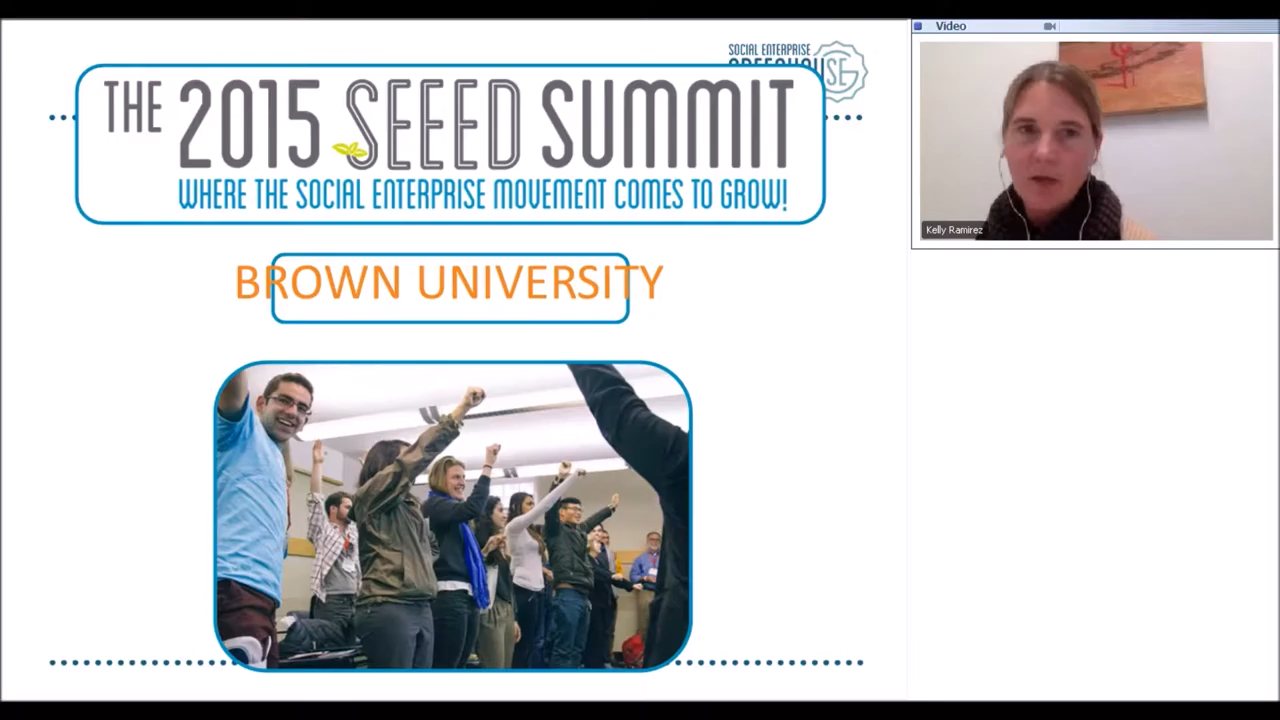 SOCIAL ENTERPRISE
SEG
THE 2015 SEEED SUMMIT
WHERE THE SOCIAL ENTERPRISE MOVEMENT COMES TO GROW!
BROWN UNIVERSITY
Video
Kelly Ramirez